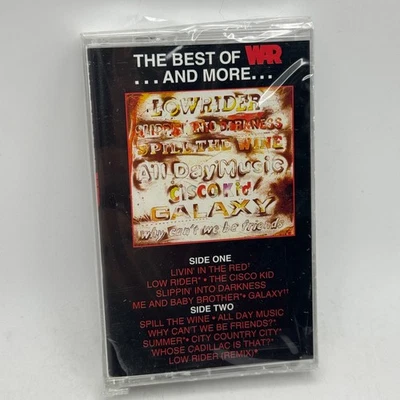 THE BEST OF WAR
...AND MORE...
LOWRIDER
SLIPPIN' INTO DARKNESS
SPILL THE WINE
All Day Music
CISCO Kid
GALAXY
Why can't we be friends
SIDE ONE
LIVIN' IN THE RED†
LOW RIDER* • THE CISCO KID
SLIPPIN' INTO DARKNESS
ME AND BABY BROTHER* • GALAXY††
SIDE TWO
SPILL THE WINE • ALL DAY MUSIC
WHY CAN'T WE BE FRIENDS?*
SUMMER* • CITY COUNTRY CITY*
WHOSE CADILLAC IS THAT?*
LOW RIDER (REMIX)*